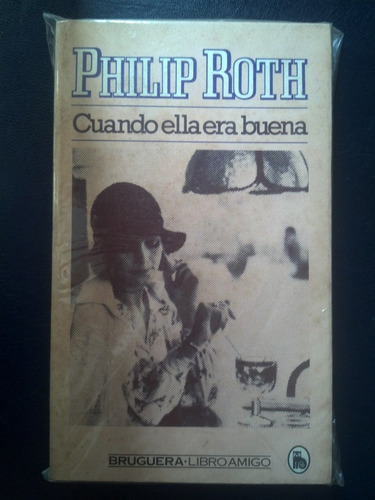 PHILIP ROTH
Cuando ella era buena
BRUGUERA•LIBRO AMIGO